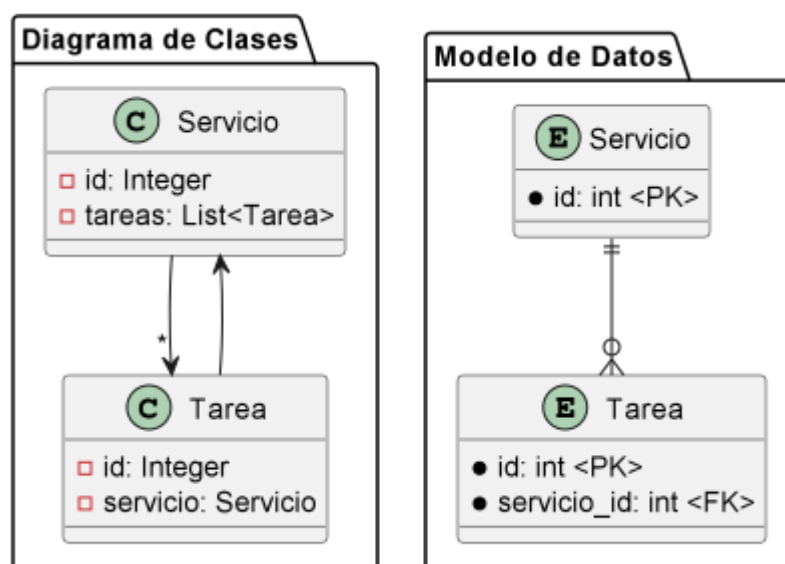 Diagrama de Clases
C Servicio
id: Integer
tareas: List<Tarea>
*
C Tarea
id: Integer
servicio: Servicio
Modelo de Datos
E Servicio
id: int <PK>
E Tarea
id: int <PK>
servicio_id: int <FK>